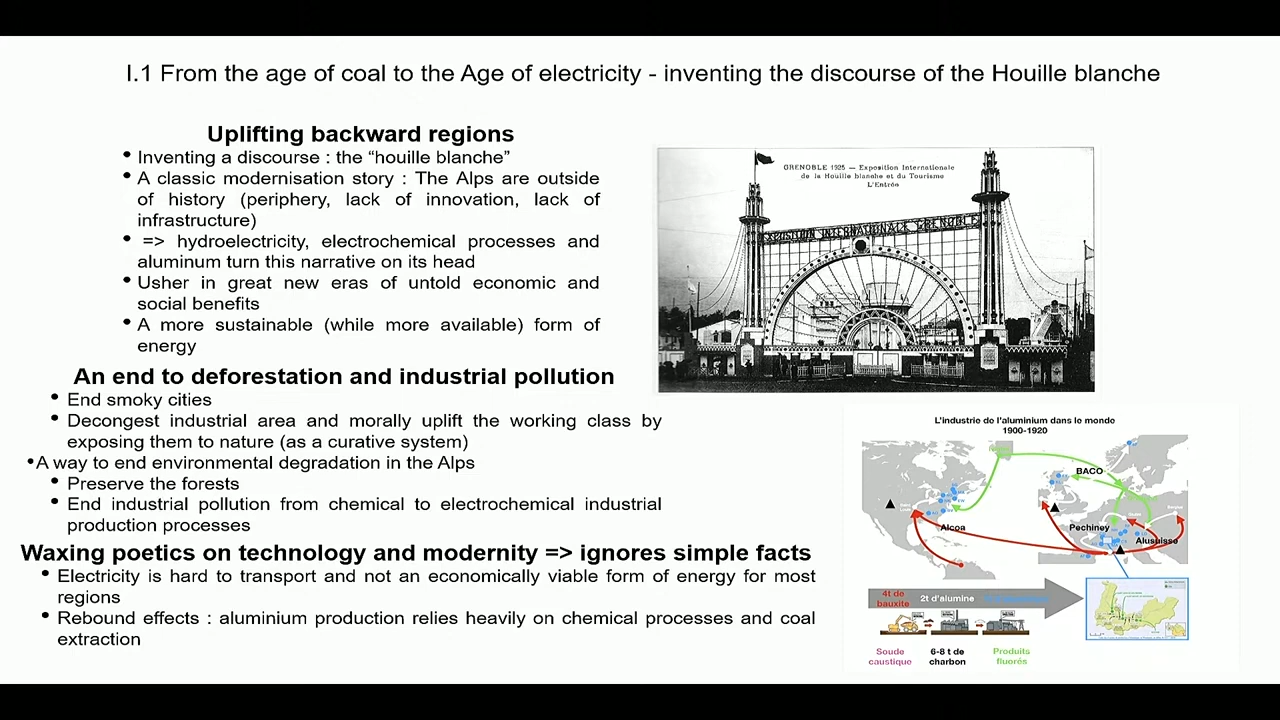 I.1 From the age of coal to the Age of electricity - inventing the discourse of the Houille blanche
Uplifting backward regions
• Inventing a discourse : the “houille blanche”
• A classic modernisation story : The Alps are outside
of history (periphery, lack of innovation, lack of
infrastructure)
• => hydroelectricity, electrochemical processes and
aluminum turn this narrative on its head
• Usher in great new eras of untold economic and
social benefits
• A more sustainable (while more available) form of
energy
An end to deforestation and industrial pollution
• End smoky cities
• Decongest industrial area and morally uplift the working class by
exposing them to nature (as a curative system)
• A way to end environmental degradation in the Alps
• Preserve the forests
• End industrial pollution from chemical to electrochemical industrial
production processes
Waxing poetics on technology and modernity => ignores simple facts
• Electricity is hard to transport and not an economically viable form of energy for most
regions
• Rebound effects : aluminium production relies heavily on chemical processes and coal
extraction
GRENOBLE 1925 — Exposition Internationale
de la Houille blanche et du Tourisme
L'Entrée
EXPOSITION INTERNATIONALE GRENOBLE
L'industrie de l'aluminium dans le monde
1900-1920
BACO
Alcoa
Pechiney
Alusuisse
4t de
bauxite
2t d'alumine
Soude
caustique
6-8 t de
charbon
Produits
fluorés